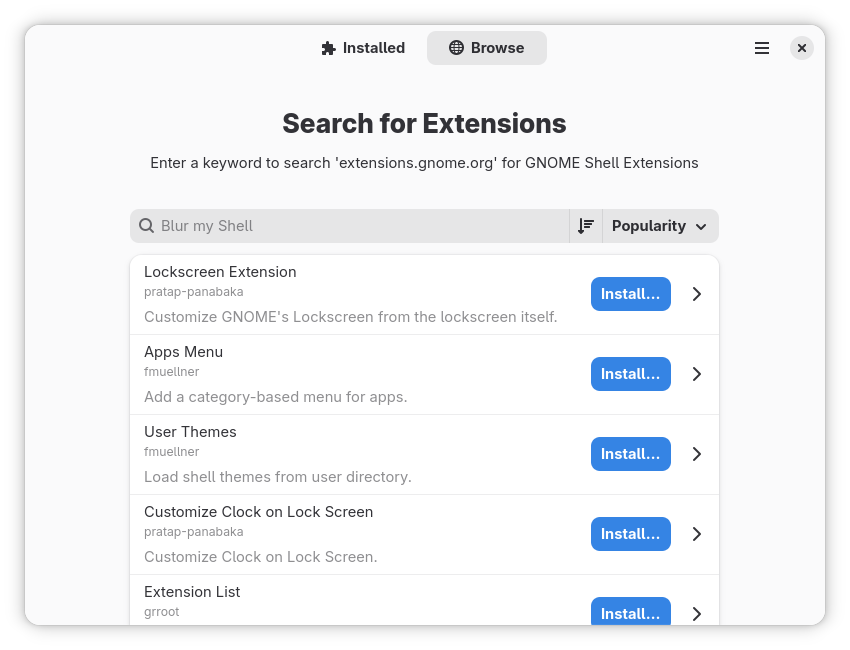 Installed
Browse
Search for Extensions
Enter a keyword to search 'extensions.gnome.org' for GNOME Shell Extensions
Blur my Shell
Popularity
Lockscreen Extension
pratap-panabaka
Customize GNOME's Lockscreen from the lockscreen itself.
Install...
Apps Menu
fmuellner
Add a category-based menu for apps.
Install...
User Themes
fmuellner
Load shell themes from user directory.
Install...
Customize Clock on Lock Screen
pratap-panabaka
Customize Clock on Lock Screen.
Install...
Extension List
grroot
Install...